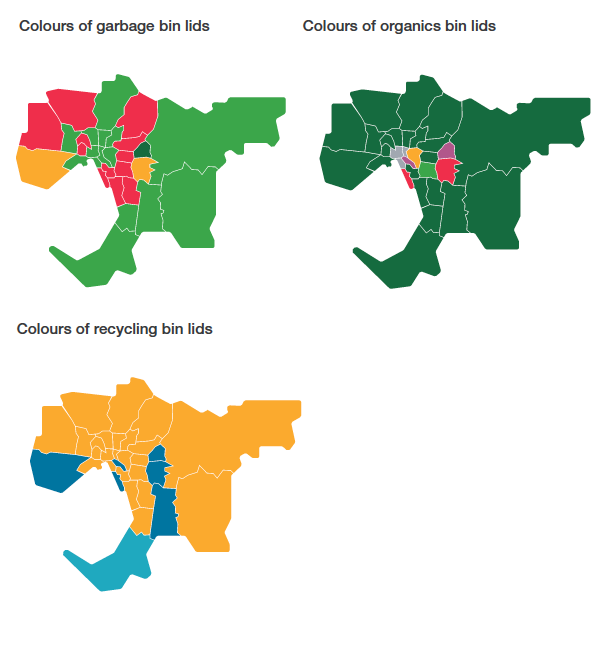 Colours of garbage bin lids
Colours of organics bin lids
Colours of recycling bin lids